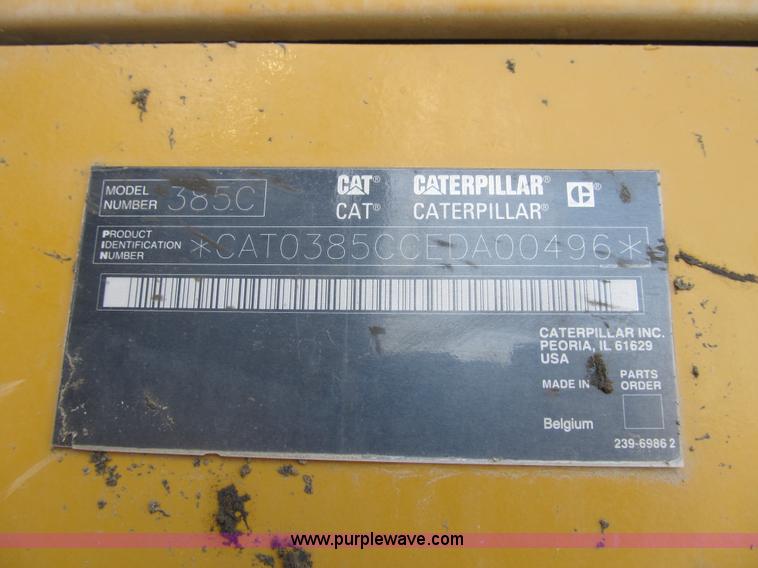 MODEL NUMBER 385C
CAT® CATERPILLAR® C®
CAT® CATERPILLAR®
PRODUCT IDENTIFICATION NUMBER *CAT0385CCEDA00496*
CATERPILLAR INC.
PEORIA, IL 61629
USA
MADE IN
PARTS ORDER
Belgium
239-6986 2
www.purplewave.com